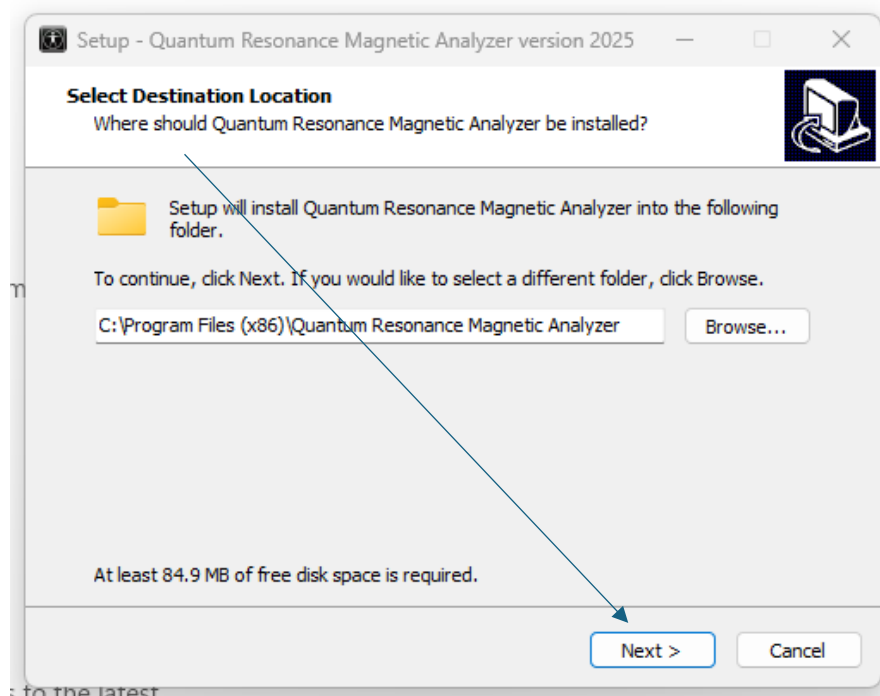 Setup - Quantum Resonance Magnetic Analyzer version 2025
Select Destination Location
Where should Quantum Resonance Magnetic Analyzer be installed?
Setup will install Quantum Resonance Magnetic Analyzer into the following
folder.
To continue, click Next. If you would like to select a different folder, click Browse.
m
C:\Program Files (x86)\Quantum Resonance Magnetic Analyzer
Browse...
At least 84.9 MB of free disk space is required.
Next >
Cancel
s to the latest